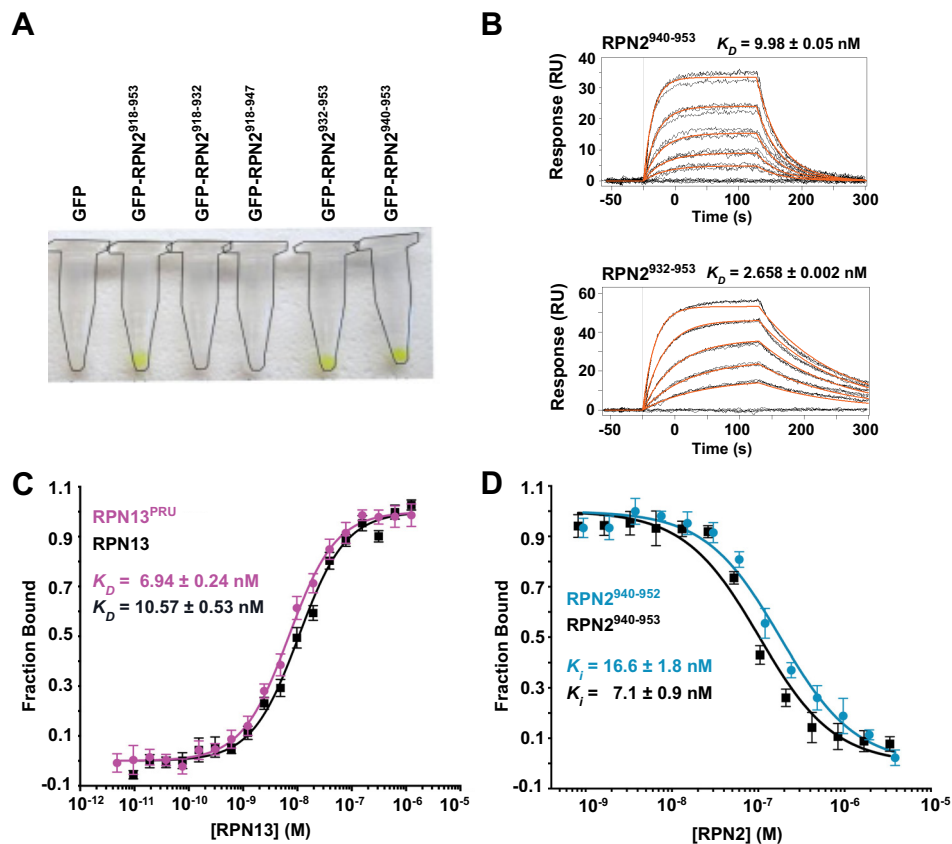 A
GFP
GFP-RPN2918-953
GFP-RPN2918-932
GFP-RPN2918-947
GFP-RPN2932-953
GFP-RPN2940-953
B
RPN2940-953 KD = 9.98 ± 0.05 nM
Response (RU)
40
30
20
10
0
-50 0 100 200 300
Time (s)
RPN2932-953 KD = 2.658 ± 0.002 nM
Response (RU)
60
40
20
0
-50 0 100 200 300
Time (s)
C
RPN13PRU
RPN13
KD = 6.94 ± 0.24 nM
KD = 10.57 ± 0.53 nM
Fraction Bound
1.1
0.9
0.7
0.5
0.3
0.1
-0.1
10-12 10-11 10-10 10-9 10-8 10-7 10-6 10-5
[RPN13] (M)
D
RPN2940-952
RPN2940-953
Ki = 16.6 ± 1.8 nM
Ki = 7.1 ± 0.9 nM
Fraction Bound
1.1
0.9
0.7
0.5
0.3
0.1
-0.1
10-9 10-8 10-7 10-6 10-5
[RPN2] (M)